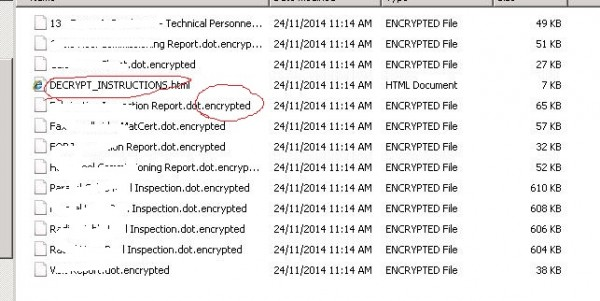 Type
13 - Technical Personne... 24/11/2014 11:14 AM ENCRYPTED File 49 KB
Report.dot.encryp... 24/11/2014 11:14 AM ENCRYPTED File 51 KB
.dot.encrypted 24/11/2014 11:14 AM ENCRYPTED File 27 KB
DECRYPT_INSTRUCTIONS.html 24/11/2014 11:14 AM HTML Document 7 KB
Report.dot.encrypted 24/11/2014 11:14 AM ENCRYPTED File 65 KB
MatCert.dot.encrypted 24/11/2014 11:14 AM ENCRYPTED File 57 KB
Report.dot.encrypted 24/11/2014 11:14 AM ENCRYPTED File 32 KB
Report.dot.encryp... 24/11/2014 11:14 AM ENCRYPTED File 52 KB
Inspection.dot.encrypted 24/11/2014 11:14 AM ENCRYPTED File 610 KB
Inspection.dot.encrypted 24/11/2014 11:14 AM ENCRYPTED File 608 KB
Inspection.dot.encrypted 24/11/2014 11:14 AM ENCRYPTED File 606 KB
Inspection.dot.encrypted 24/11/2014 11:14 AM ENCRYPTED File 604 KB
Report.dot.encrypted 24/11/2014 11:14 AM ENCRYPTED File 38 KB